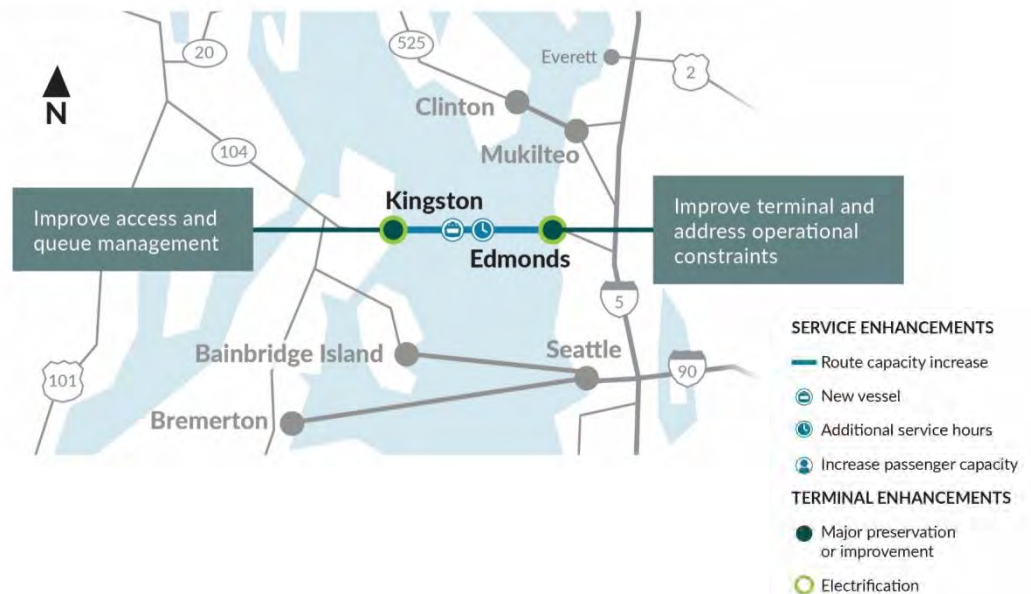 20
525
Everett
2
N
Clinton
104
Mukilteo
Improve access and
queue management
Kingston
Edmonds
Improve terminal and
address operational
constraints
5
SERVICE ENHANCEMENTS
Route capacity increase
New vessel
Additional service hours
Increase passenger capacity
TERMINAL ENHANCEMENTS
Major preservation
or improvement
Electrification
Bainbridge Island
Seattle
90
101
Bremerton